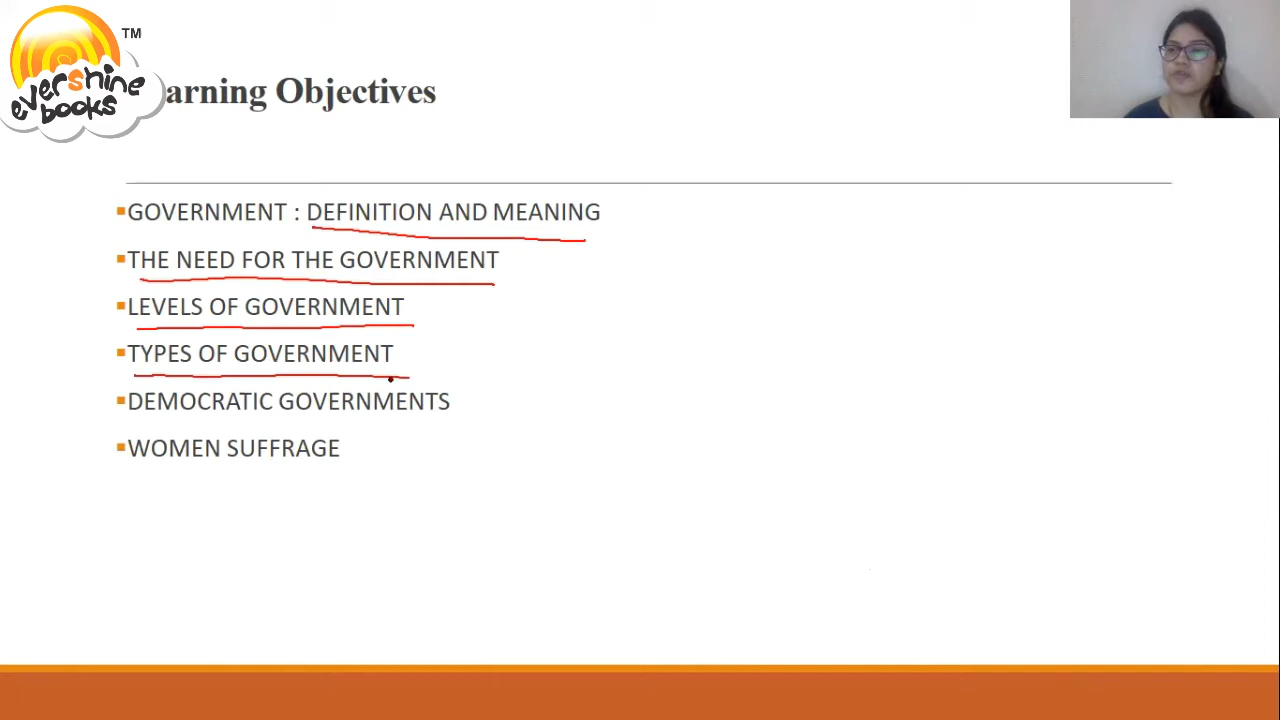 TM
evershine
books
arning Objectives
GOVERNMENT : DEFINITION AND MEANING
THE NEED FOR THE GOVERNMENT
LEVELS OF GOVERNMENT
TYPES OF GOVERNMENT
DEMOCRATIC GOVERNMENTS
WOMEN SUFFRAGE